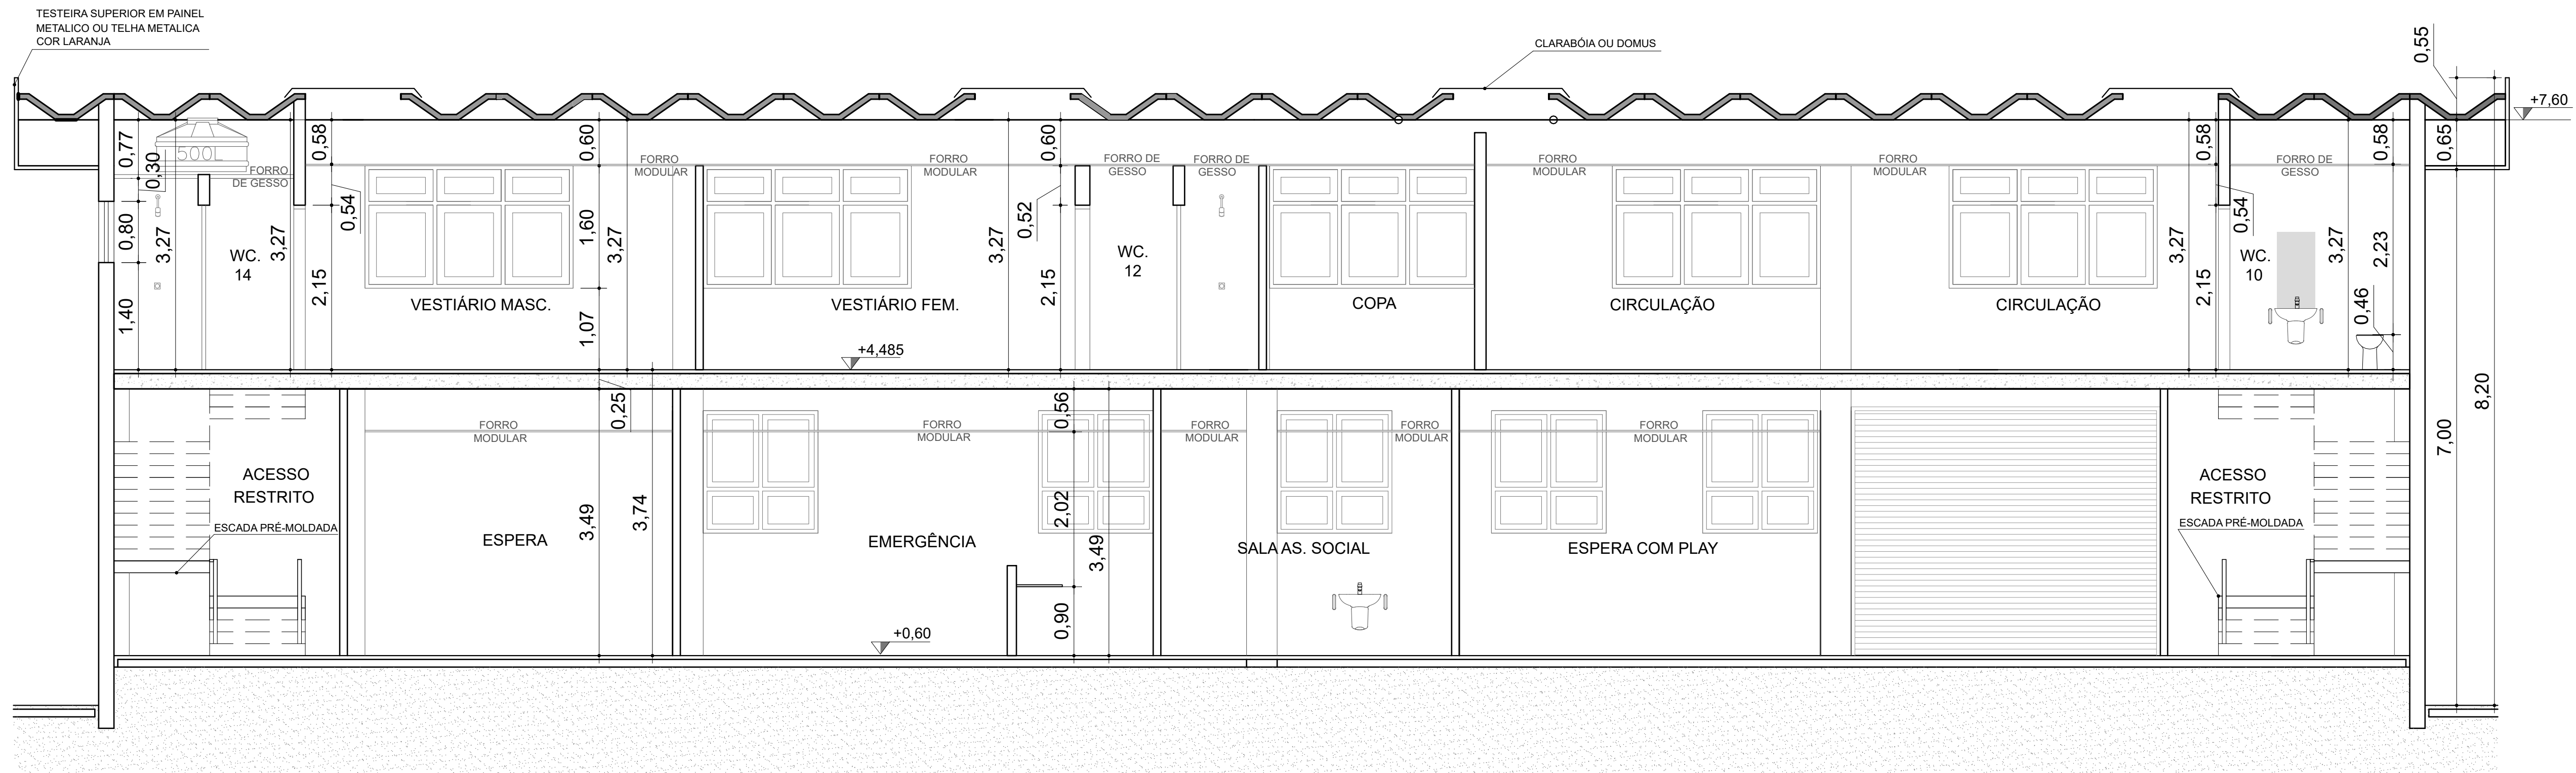 TESTEIRA SUPERIOR EM PAINEL
METALICO OU TELHA METALICA
COR LARANJA
CLARABÓIA OU DOMUS
0,55
+7,60
0,77
0,30
500L
FORRO
DE GESSO
0,58
0,54
0,60
FORRO
MODULAR
FORRO
MODULAR
0,60
0,52
FORRO DE
GESSO
FORRO DE
GESSO
FORRO
MODULAR
FORRO
MODULAR
0,58
0,54
FORRO DE
GESSO
0,58
0,65
0,80
3,27
WC.
14
3,27
2,15
1,40
VESTIÁRIO MASC.
1,60
3,27
1,07
VESTIÁRIO FEM.
3,27
2,15
WC.
12
COPA
CIRCULAÇÃO
CIRCULAÇÃO
3,27
2,15
WC.
10
3,27
2,23
0,46
+4,485
8,20
7,00
0,25
0,56
FORRO
MODULAR
FORRO
MODULAR
FORRO
MODULAR
FORRO
MODULAR
FORRO
MODULAR
ACESSO
RESTRITO
ESCADA PRÉ-MOLDADA
ESPERA
3,49
3,74
EMERGÊNCIA
2,02
3,49
0,90
SALA AS. SOCIAL
ESPERA COM PLAY
ACESSO
RESTRITO
ESCADA PRÉ-MOLDADA
+0,60